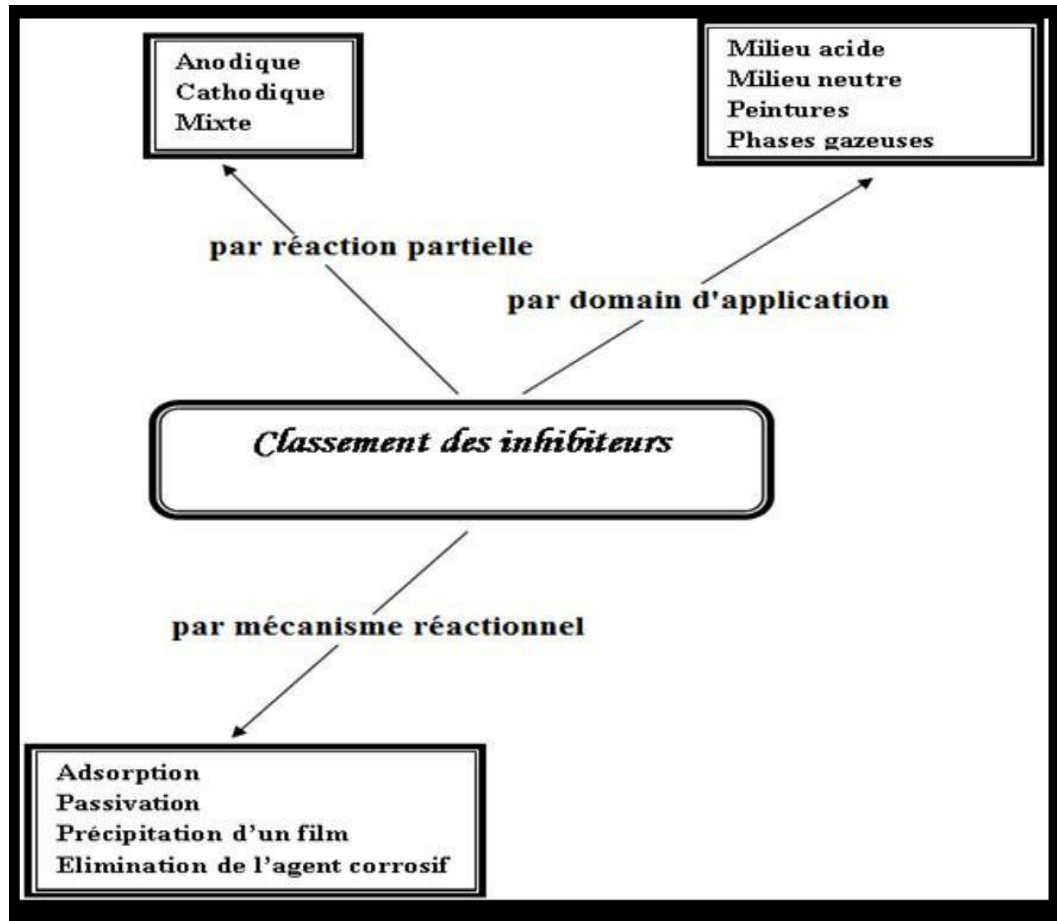 Anodique
Cathodique
Mixte
Milieu acide
Milieu neutre
Peintures
Phases gazeuses
par réaction partielle
par domain d'application
Classement des inhibiteurs
par mécanisme réactionnel
Adsorption
Passivation
Précipitation d’un film
Elimination de l’agent corrosif